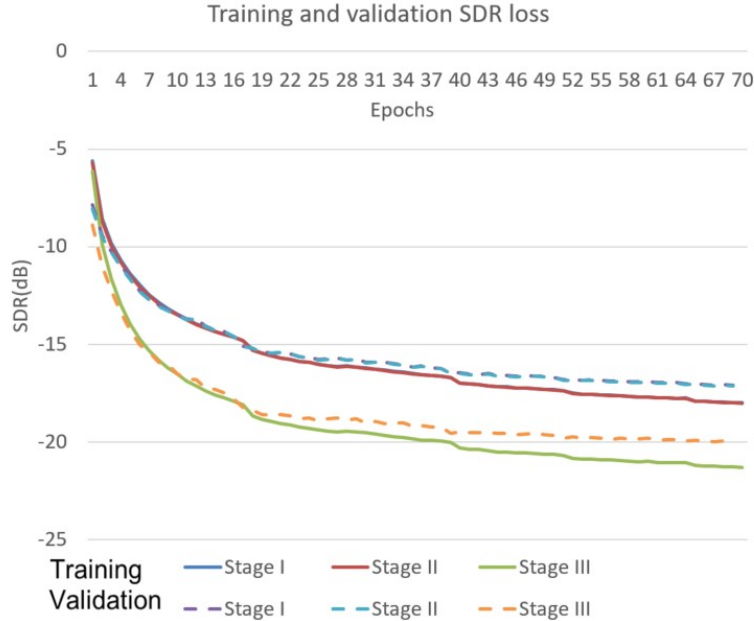 Training and validation SDR loss
0
1 4 7 10 13 16 19 22 25 28 31 34 37 40 43 46 49 52 55 58 61 64 67 70
Epochs
-5
-10
SDR(dB)
-15
-20
-25
Training Stage I Stage II Stage III
Validation Stage I Stage II Stage III